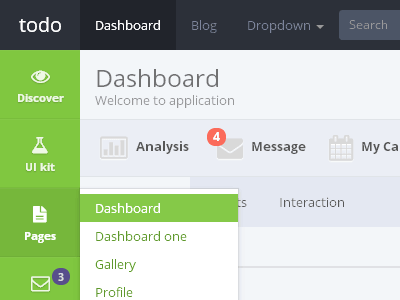 todo
Dashboard
Blog
Dropdown
Search
Discover
UI kit
Pages
3
Dashboard
Welcome to application
Analysis
4
Message
My Ca
ts
Interaction
Dashboard
Dashboard one
Gallery
Profile